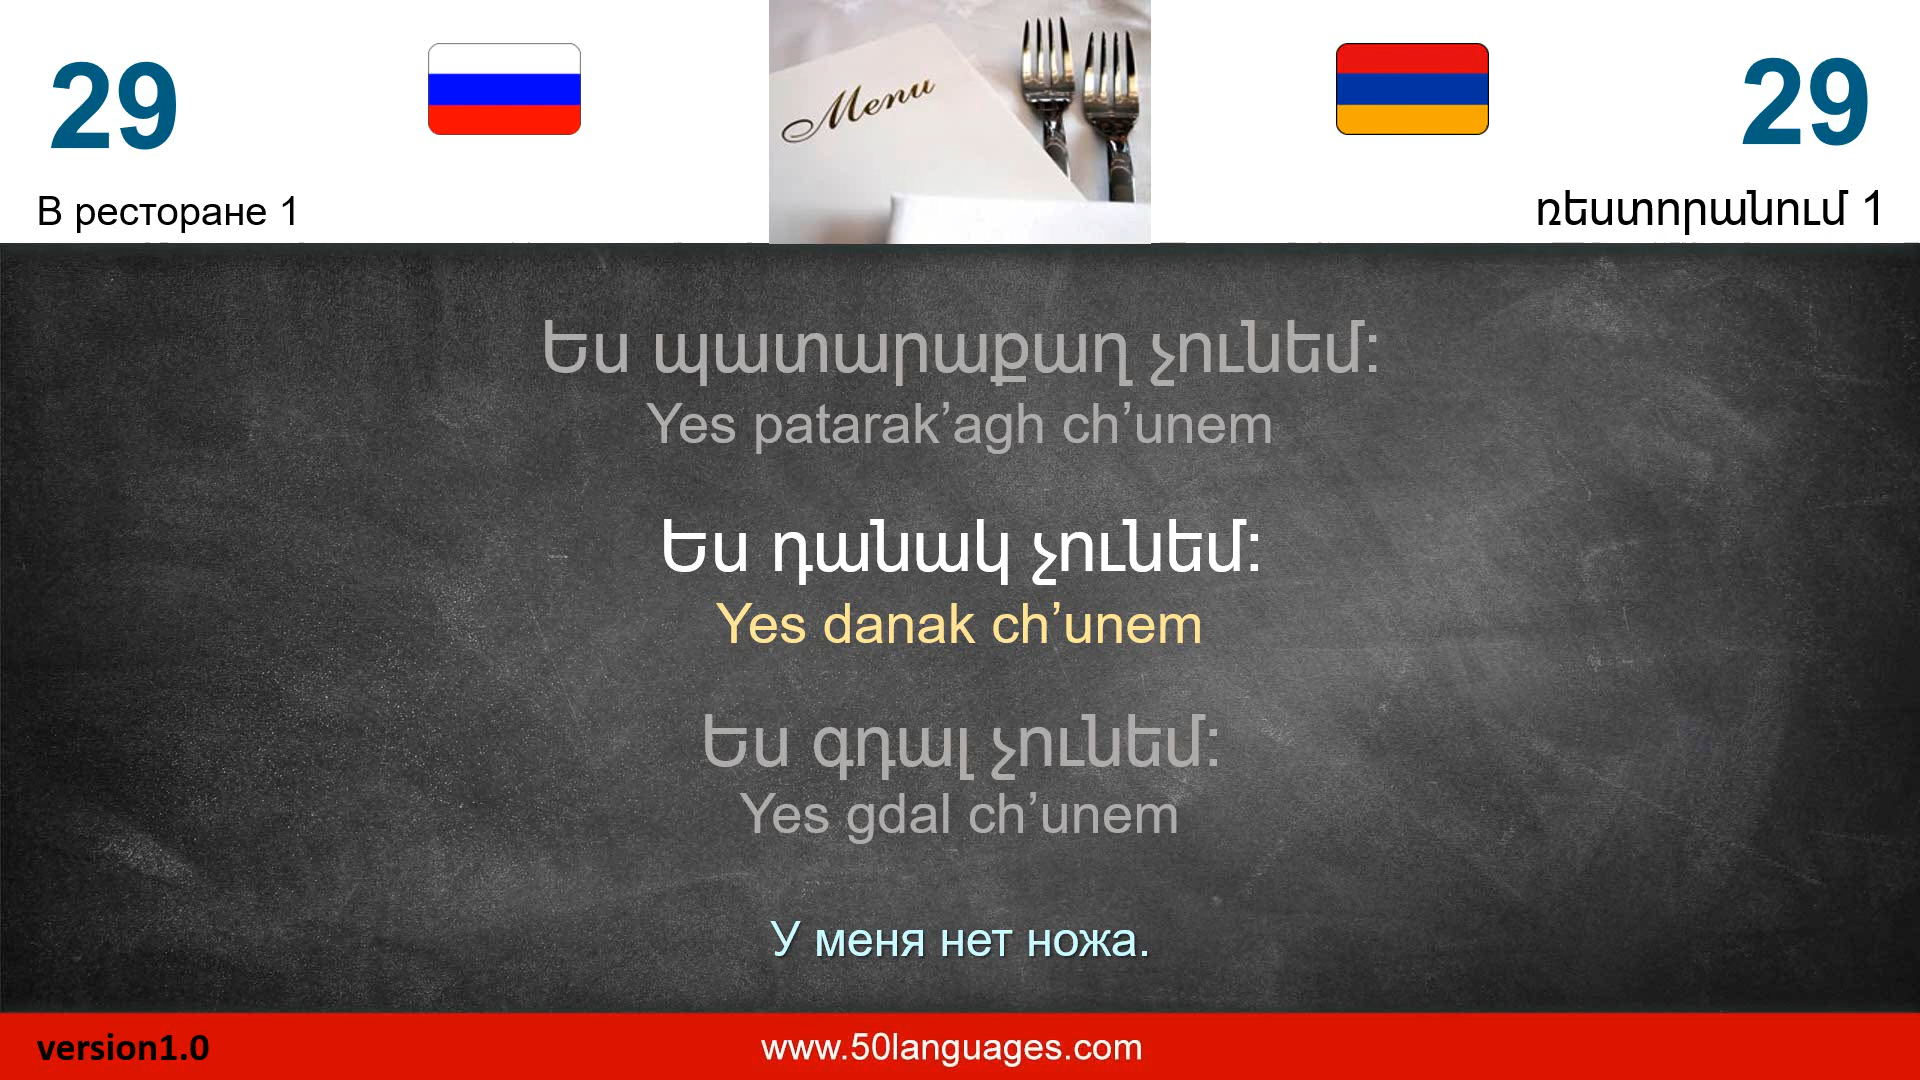 29
Menu
29
В ресторане 1
ռեստորանում 1
Ես պատարաքաղ չունեմ:
Yes patarak’agh ch’unem
Ես դանակ չունեմ:
Yes danak ch’unem
Ես գդալ չունեմ:
Yes gdal ch’unem
У меня нет ножа.
version1.0
www.50languages.com